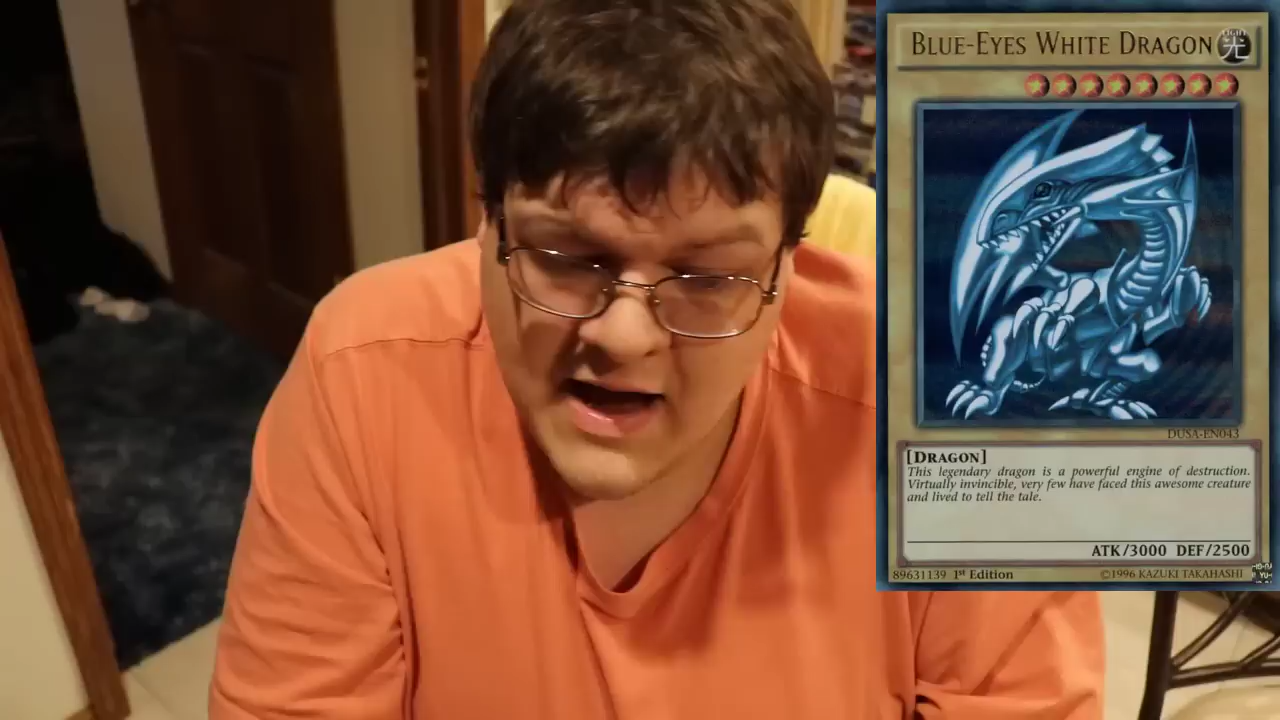 BLUE-EYES WHITE DRAGON
LIGHT
光
DUSA-EN043
[DRAGON]
This legendary dragon is a powerful engine of destruction.
Virtually invincible, very few have faced this awesome creature
and lived to tell the tale.
ATK/3000 DEF/2500
89631139 1st Edition ©1996 KAZUKI TAKAHASHI